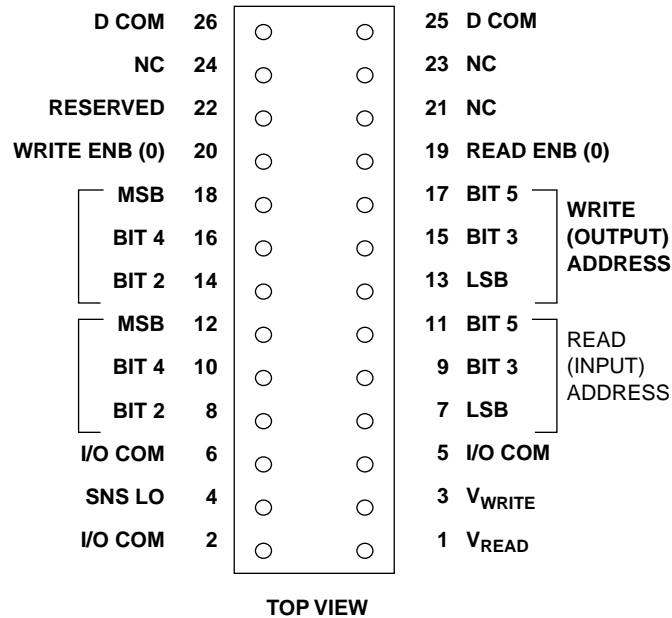 D COM 26 25 D COM
NC 24 23 NC
RESERVED 22 21 NC
WRITE ENB (0) 20 19 READ ENB (0)
MSB 18 17 BIT 5
BIT 4 16 15 BIT 3
BIT 2 14 13 LSB
WRITE
(OUTPUT)
ADDRESS
MSB 12 11 BIT 5
BIT 4 10 9 BIT 3
BIT 2 8 7 LSB
READ
(INPUT)
ADDRESS
I/O COM 6 5 I/O COM
SNS LO 4 3 VWRITE
I/O COM 2 1 VREAD
TOP VIEW